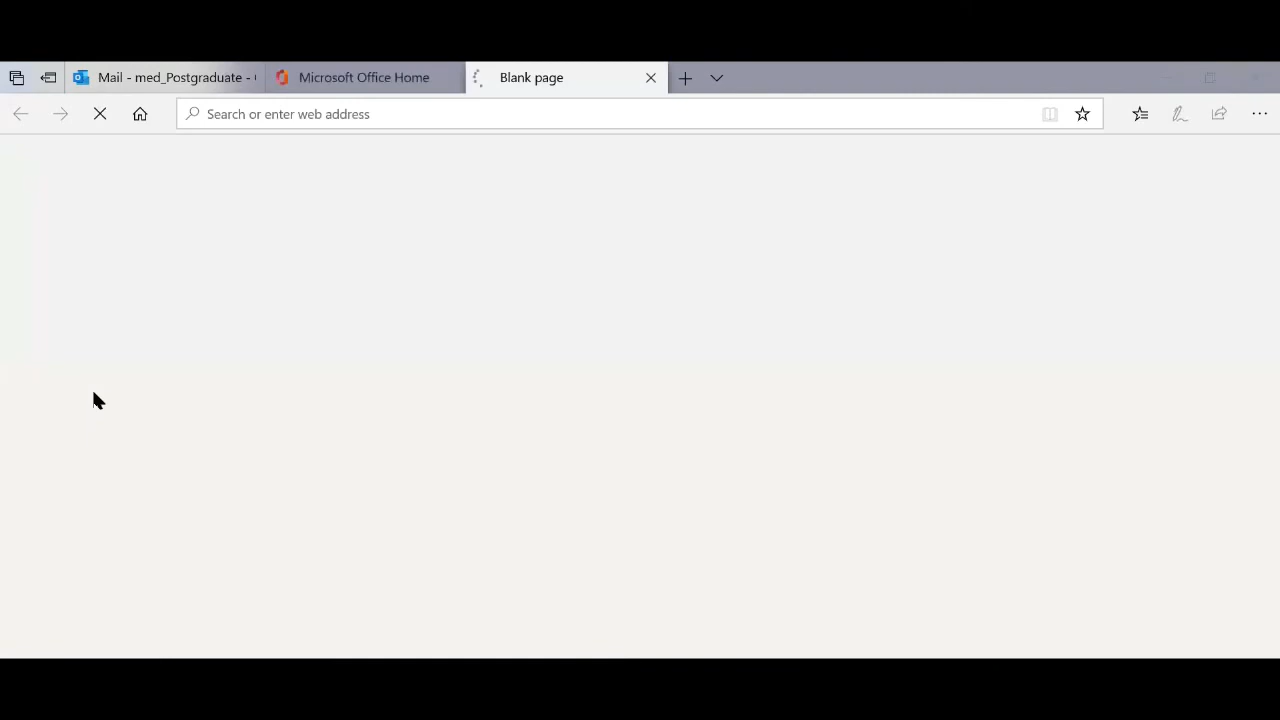 Mail - med_Postgraduate -
Microsoft Office Home
Blank page
Search or enter web address